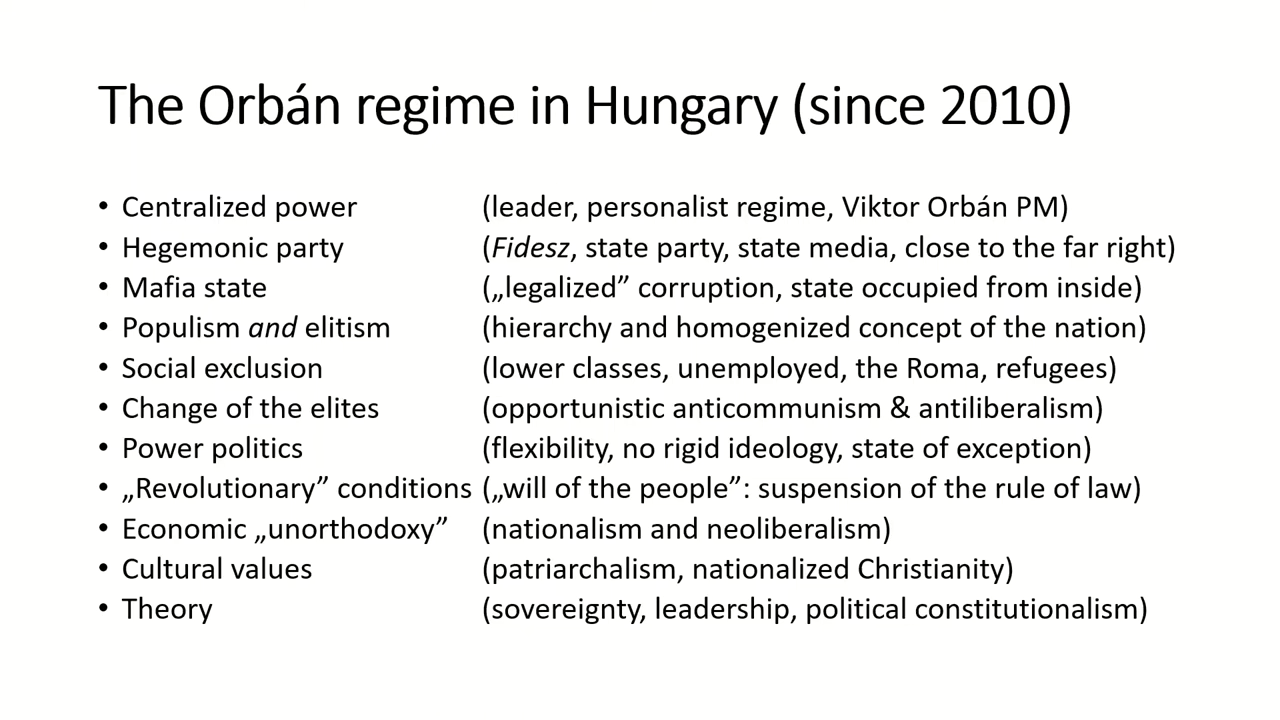 The Orbán regime in Hungary (since 2010)
• Centralized power (leader, personalist regime, Viktor Orbán PM)
• Hegemonic party (Fidesz, state party, state media, close to the far right)
• Mafia state („legalized” corruption, state occupied from inside)
• Populism and elitism (hierarchy and homogenized concept of the nation)
• Social exclusion (lower classes, unemployed, the Roma, refugees)
• Change of the elites (opportunistic anticommunism & antiliberalism)
• Power politics (flexibility, no rigid ideology, state of exception)
• „Revolutionary” conditions („will of the people”: suspension of the rule of law)
• Economic „unorthodoxy” (nationalism and neoliberalism)
• Cultural values (patriarchalism, nationalized Christianity)
• Theory (sovereignty, leadership, political constitutionalism)